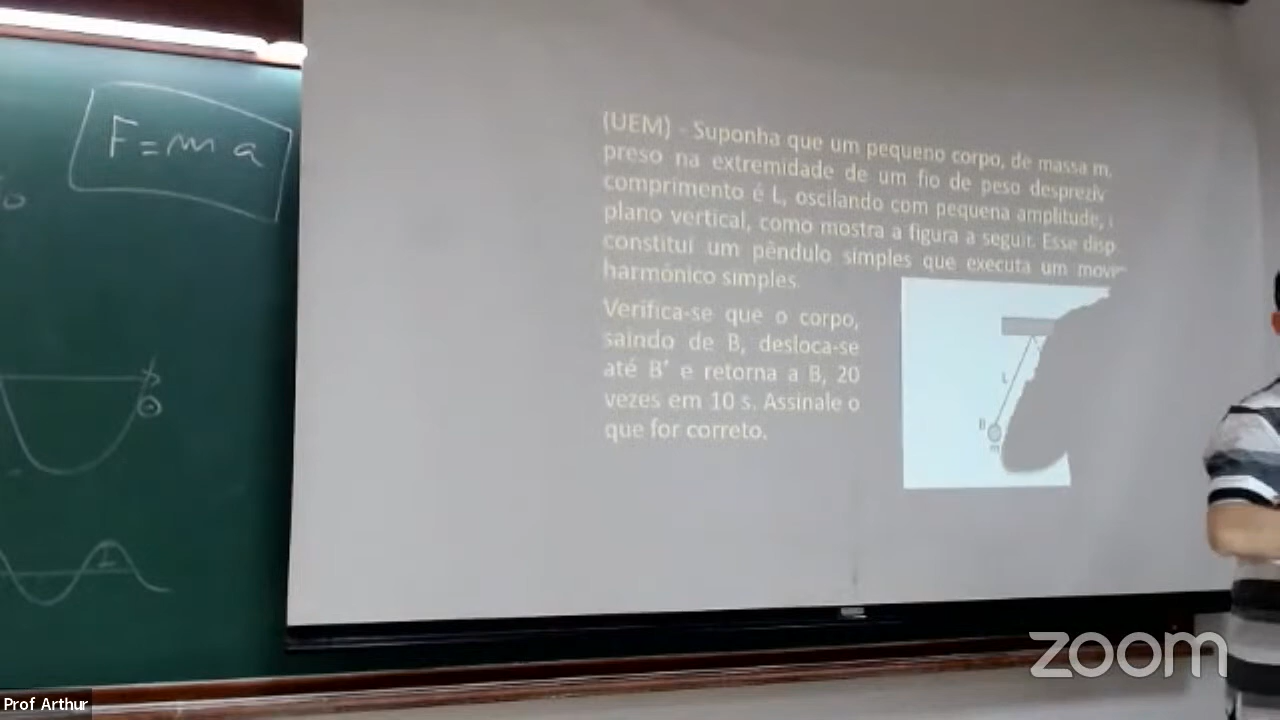 F = m a
(UEM) - Suponha que um pequeno corpo, de massa m,
preso na extremidade de um fio de peso
comprimento é L, oscilando com pequena amplitude,
plano vertical, como mostra a figura a seguir. Esse
constitui um pêndulo simples que executa um
harmônico simples.
Verifica-se que o corpo,
saindo de B, desloca-se
até B' e retorna a B, 20
vezes em 10 s. Assinale o
que for correto.
L
B
m
zoom
Prof Arthur